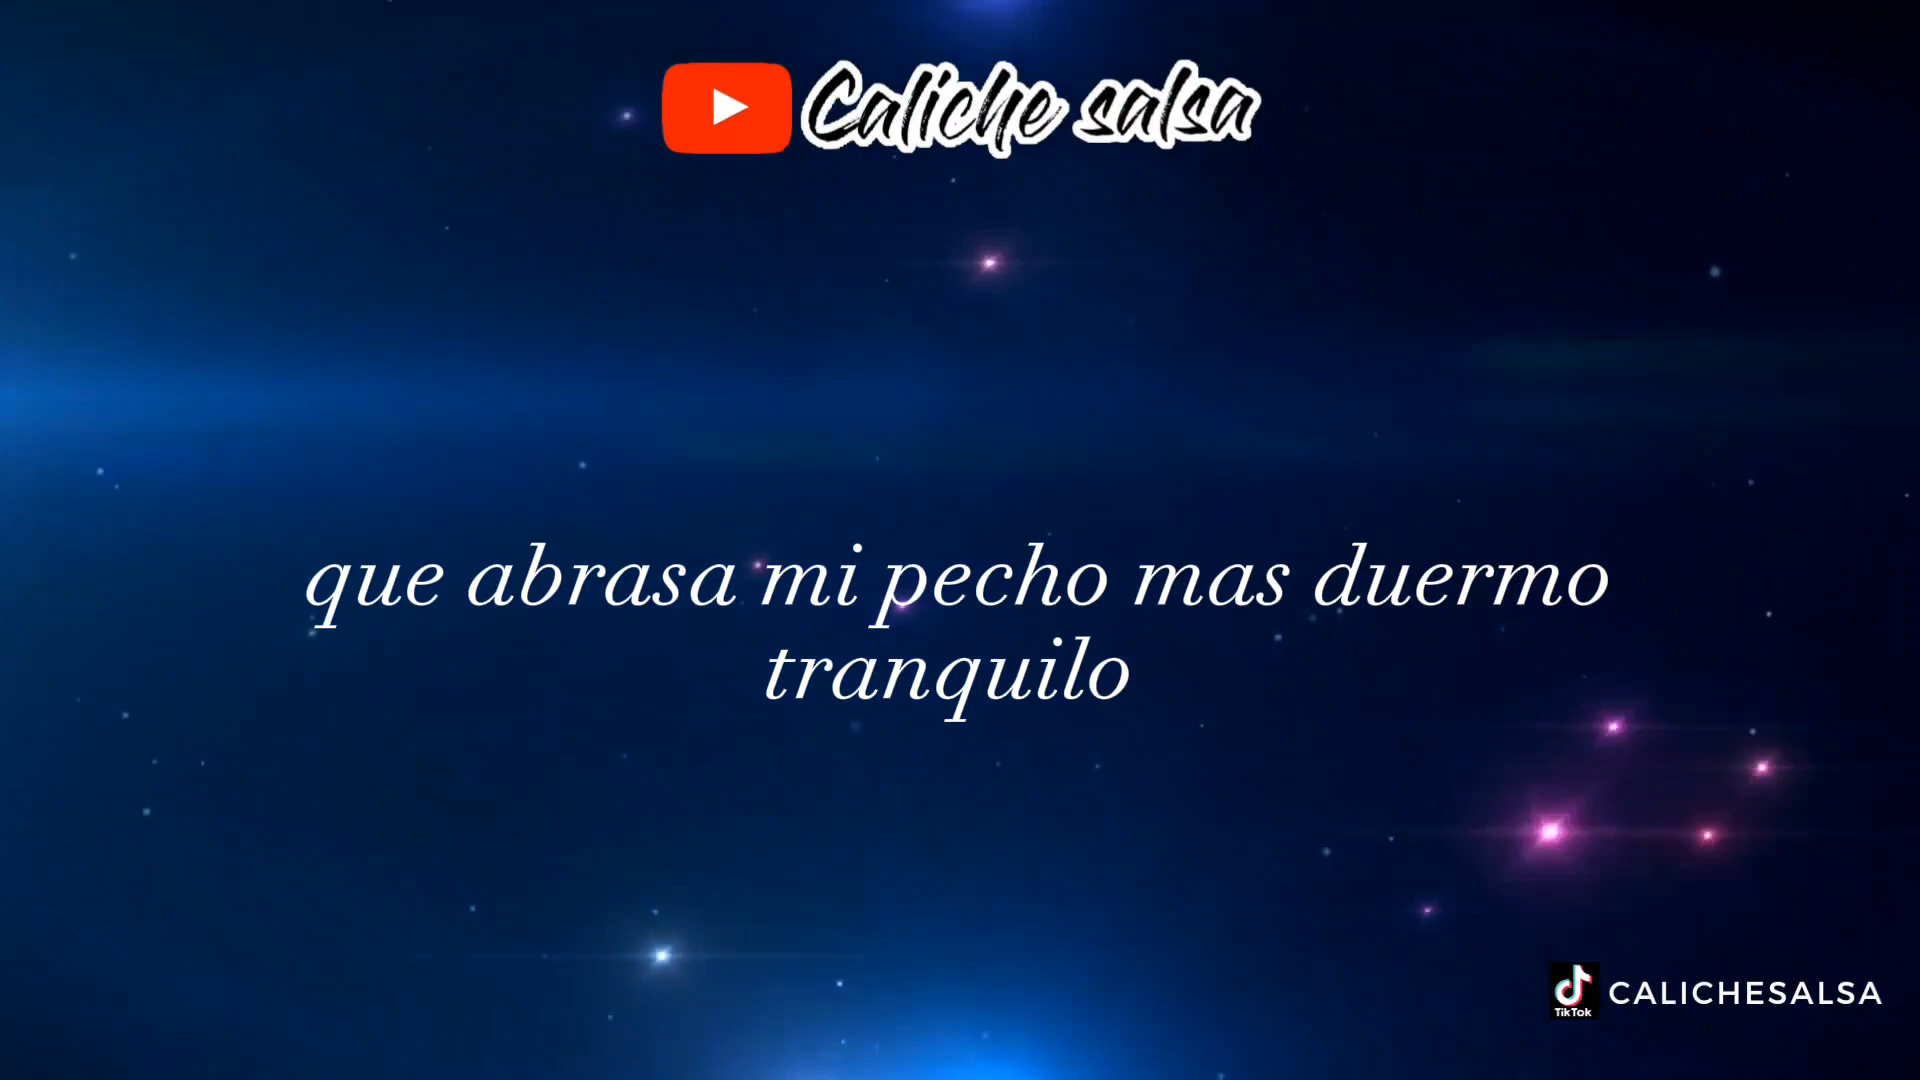 Caliche salsa
que abrasa mi pecho mas duermo
tranquilo
TikTok
CALICHESALSA